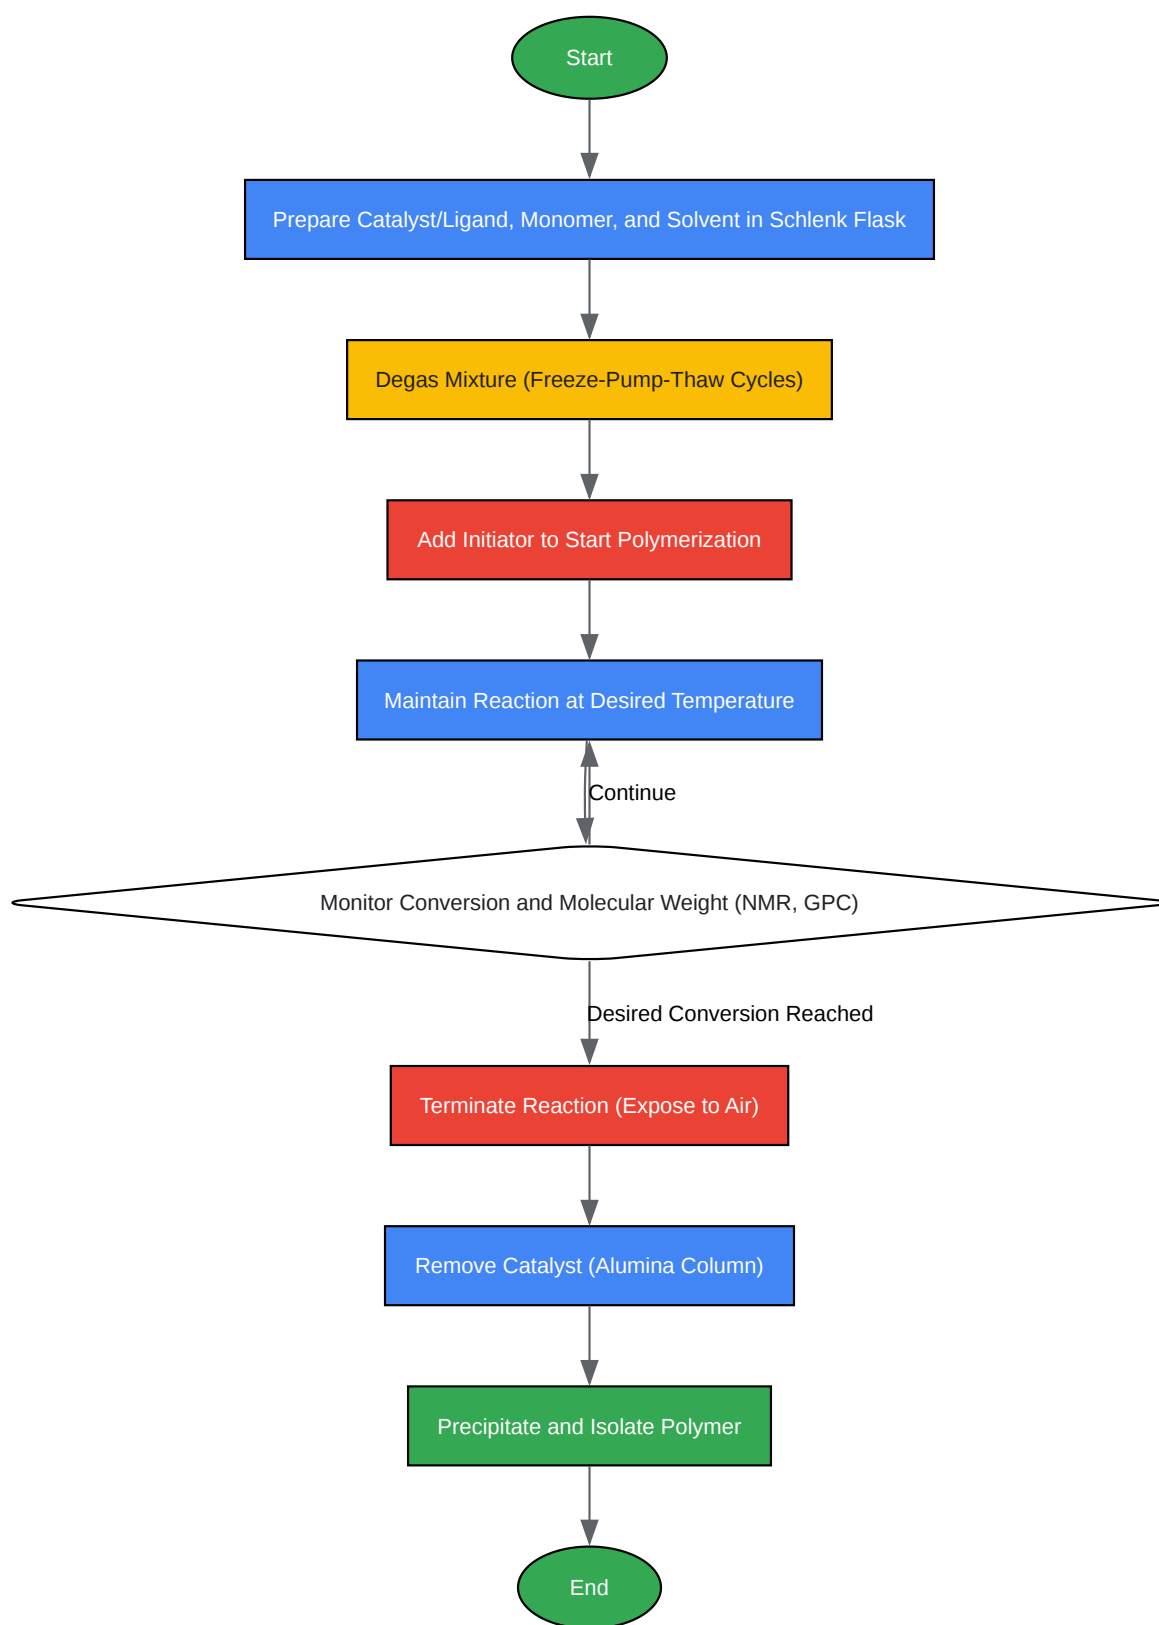 Start
Prepare Catalyst/Ligand, Monomer, and Solvent in Schlenk Flask
Degas Mixture (Freeze-Pump-Thaw Cycles)
Add Initiator to Start Polymerization
Maintain Reaction at Desired Temperature
Continue
Monitor Conversion and Molecular Weight (NMR, GPC)
Desired Conversion Reached
Terminate Reaction (Expose to Air)
Remove Catalyst (Alumina Column)
Precipitate and Isolate Polymer
End